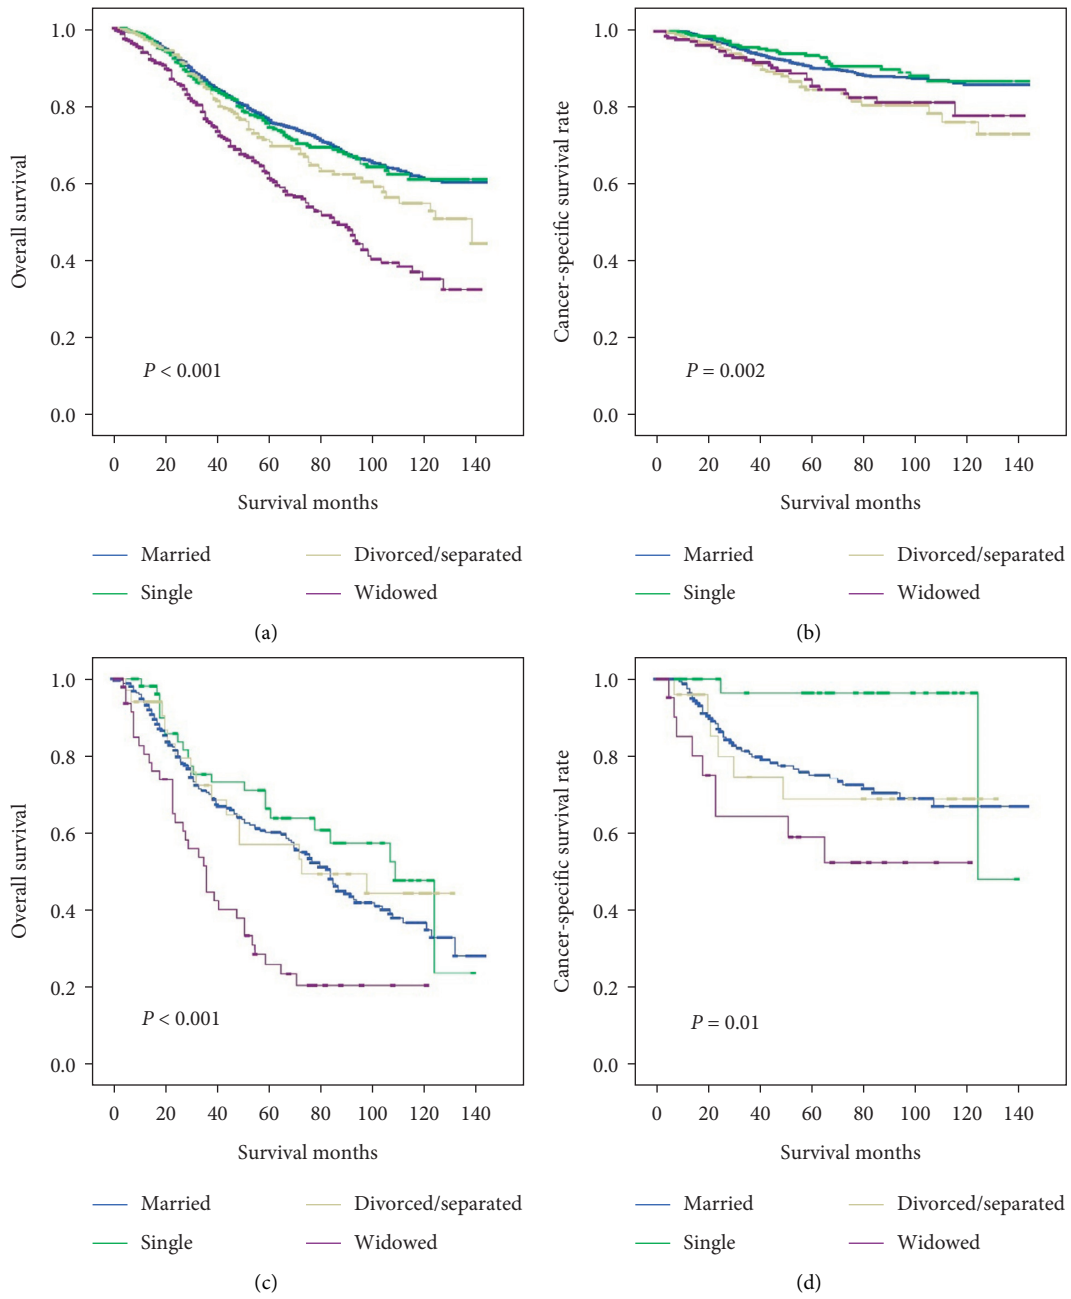 1.0
0.8
0.6
0.4
0.2
0.0
Overall survival
P < 0.001
0 20 40 60 80 100 120 140
Survival months
Married Divorced/separated
Single Widowed
(a)
1.0
0.8
0.6
0.4
0.2
0.0
Cancer-specific survival rate
P = 0.002
0 20 40 60 80 100 120 140
Survival months
Married Divorced/separated
Single Widowed
(b)
1.0
0.8
0.6
0.4
0.2
0.0
Overall survival
P < 0.001
0 20 40 60 80 100 120 140
Survival months
Married Divorced/separated
Single Widowed
(c)
1.0
0.8
0.6
0.4
0.2
0.0
Cancer-specific survival rate
P = 0.01
0 20 40 60 80 100 120 140
Survival months
Married Divorced/separated
Single Widowed
(d)